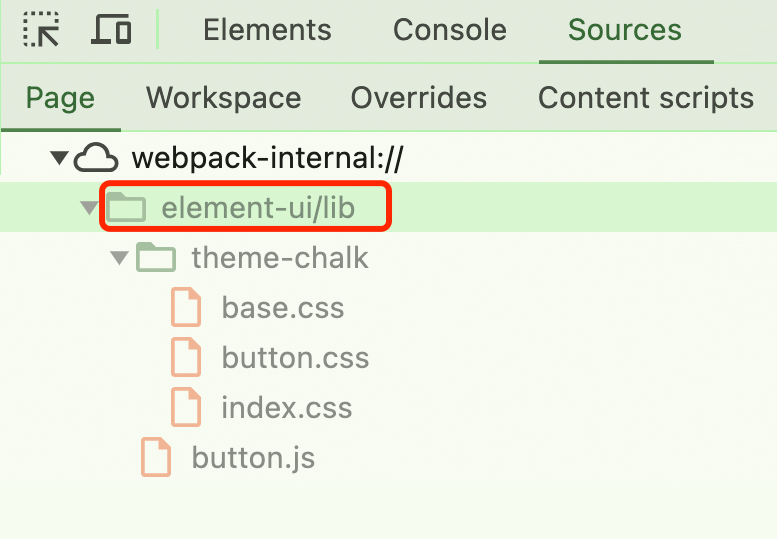 Elements Console Sources
Page Workspace Overrides Content scripts
webpack-internal://
element-ui/lib
theme-chalk
base.css
button.css
index.css
button.js